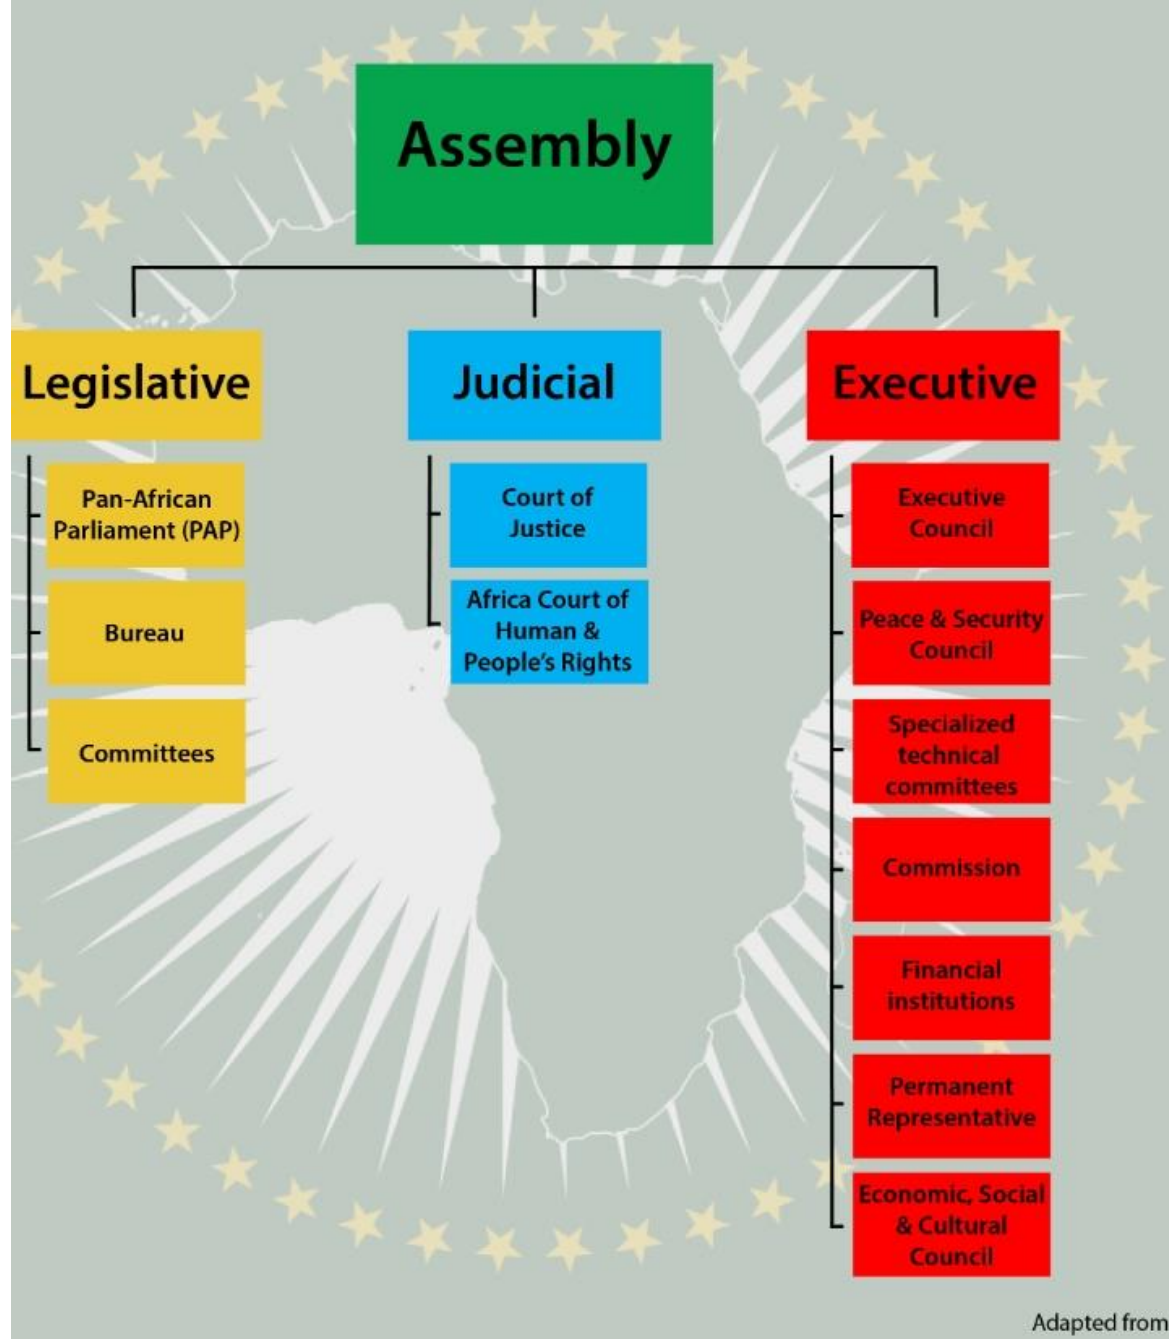 Assembly
Legislative
Pan-African
Parliament (PAP)
Bureau
Committees
Judicial
Court of
Justice
Africa Court of
Human &
People's Rights
Executive
Executive
Council
Peace & Security
Council
Specialized
technical
committees
Commission
Financial
institutions
Permanent
Representative
Economic, Social
& Cultural
Council
Adapted from